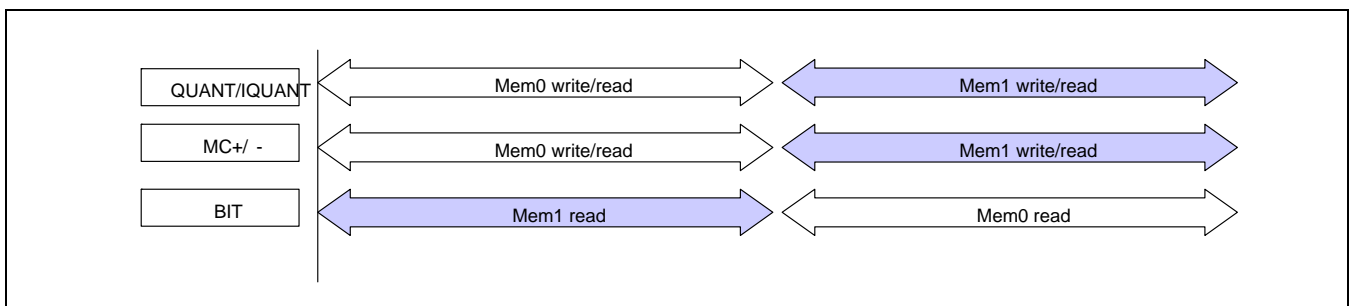 QUANT/IQUANT Mem0 write/read Mem1 write/read
MC+/ - Mem0 write/read Mem1 write/read
BIT Mem1 read Mem0 read